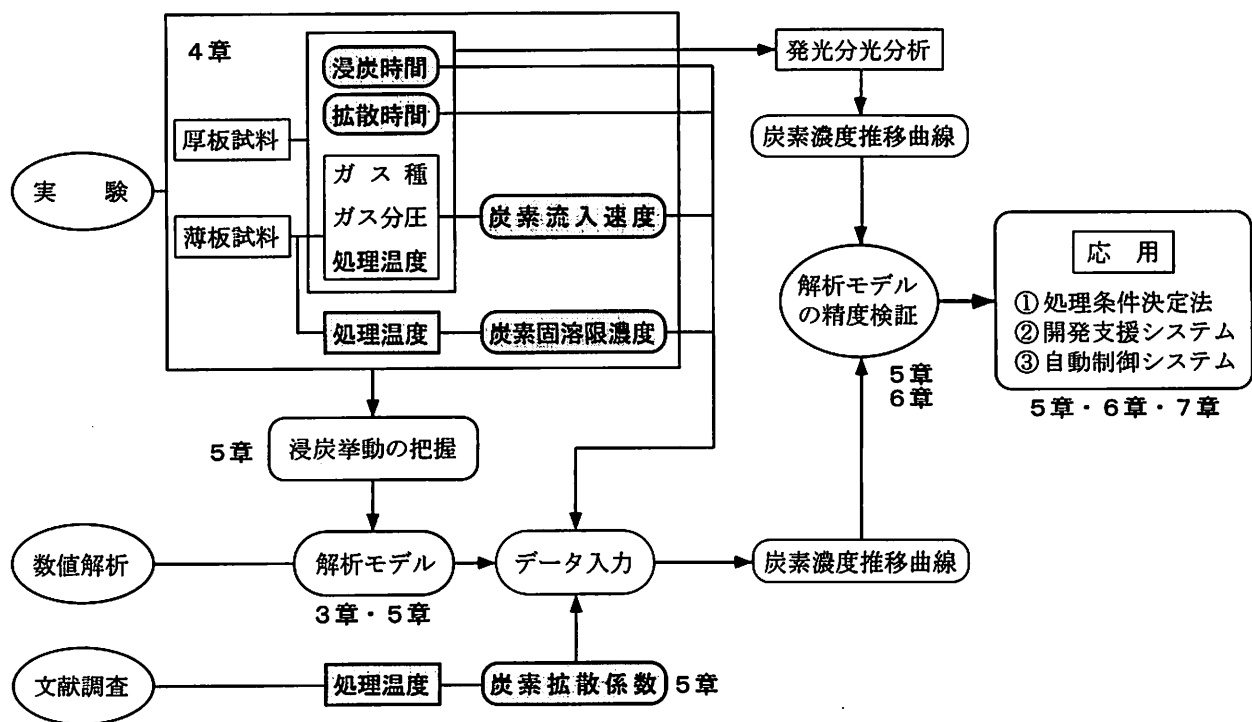 4章
浸炭時間
拡散時間
厚板試料
実 験
薄板試料
ガ ス 種
ガス分圧
処理温度
炭素流入速度
処理温度
炭素固溶限濃度
発光分光分析
炭素濃度推移曲線
解析モデル
の精度検証
5章
6章
応 用
①処理条件決定法
②開発支援システム
③自動制御システム
5章・6章・7章
5章
浸炭挙動の把握
数値解析
解析モデル
3章・5章
データ入力
炭素濃度推移曲線
文献調査
処理温度
炭素拡散係数
5章